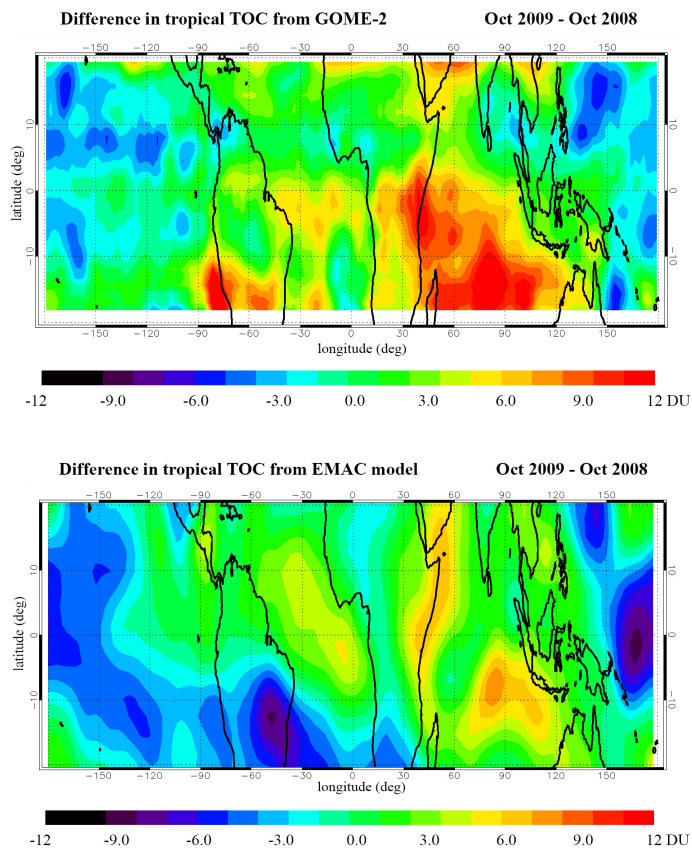 Difference in tropical TOC from GOME-2 Oct 2009 - Oct 2008
-150 -120 -90 -60 -30 0 30 60 90 120 150
latitude (deg)
10 10
0 0
-10 -10
-150 -120 -90 -60 -30 0 30 60 90 120 150
longitude (deg)
-12 -9.0 -6.0 -3.0 0.0 3.0 6.0 9.0 12 DU
Difference in tropical TOC from EMAC model Oct 2009 - Oct 2008
-150 -120 -90 -60 -30 0 30 60 90 120 150
latitude (deg)
10 10
0 0
-10 -10
-150 -120 -90 -60 -30 0 30 60 90 120 150
longitude (deg)
-12 -9.0 -6.0 -3.0 0.0 3.0 6.0 9.0 12 DU